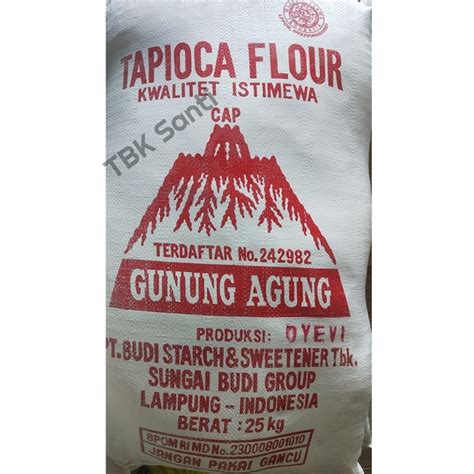 TAPIOCA FLOUR
KWALITET ISTIMEWA
CAP
TBK Santi
TERDAFTAR No. 242982
GUNUNG AGUNG
PRODUKSI: OYEVI
PT. BUDI STARCH & SWEETENER Tbk.
SUNGAI BUDI GROUP
LAMPUNG - INDONESIA
BERAT : 25 kg
BPOM RI MD No. 230008001010
JANGAN PAKAI GANCU